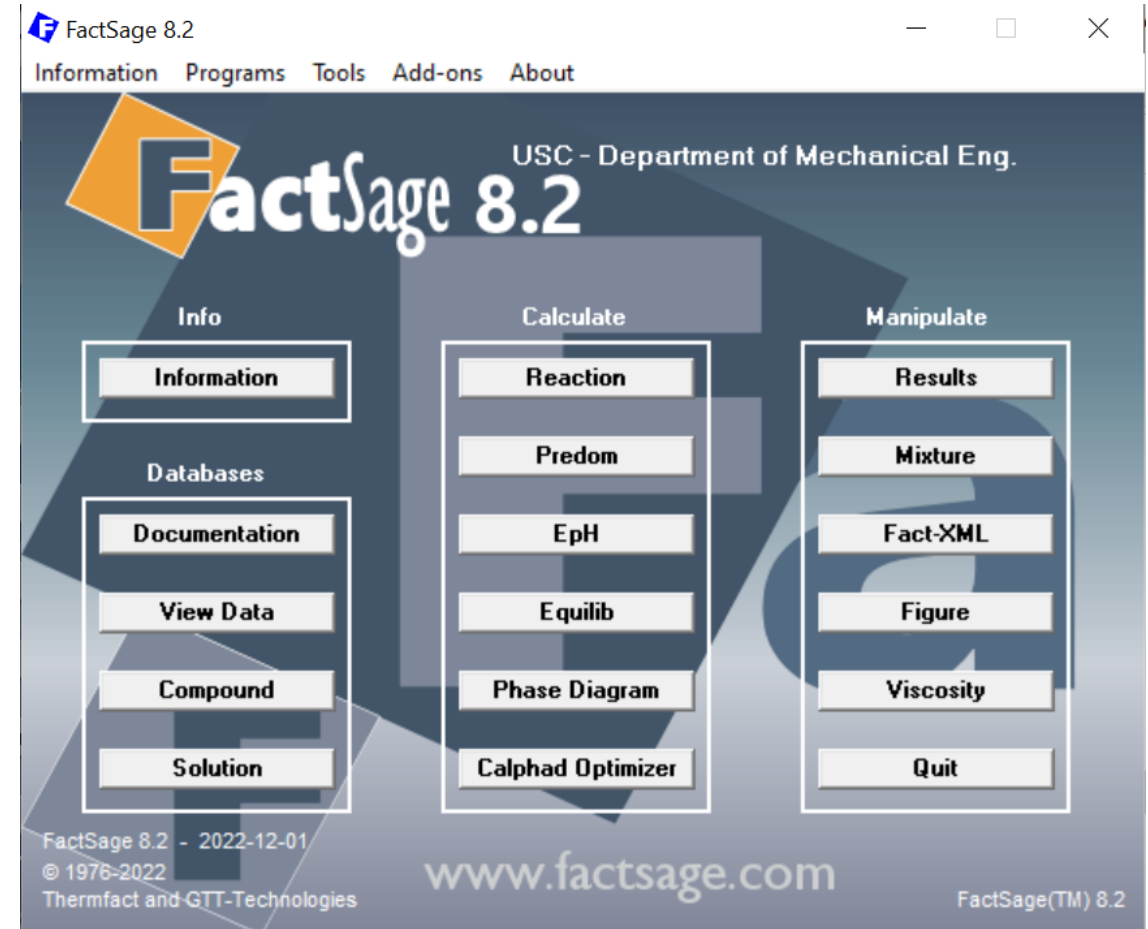 FactSage 8.2
Information Programs Tools Add-ons About
USC - Department of Mechanical Eng.
FactSage 8.2
Info
Information
Databases
Documentation
View Data
Compound
Solution
Calculate
Reaction
Predom
EpH
Equilib
Phase Diagram
Calphad Optimizer
Manipulate
Results
Mixture
Fact-XML
Figure
Viscosity
Quit
FactSage 8.2 - 2022-12-01
© 1976-2022
Thermfact and GTT-Technologies
www.factsage.com
FactSage(TM) 8.2